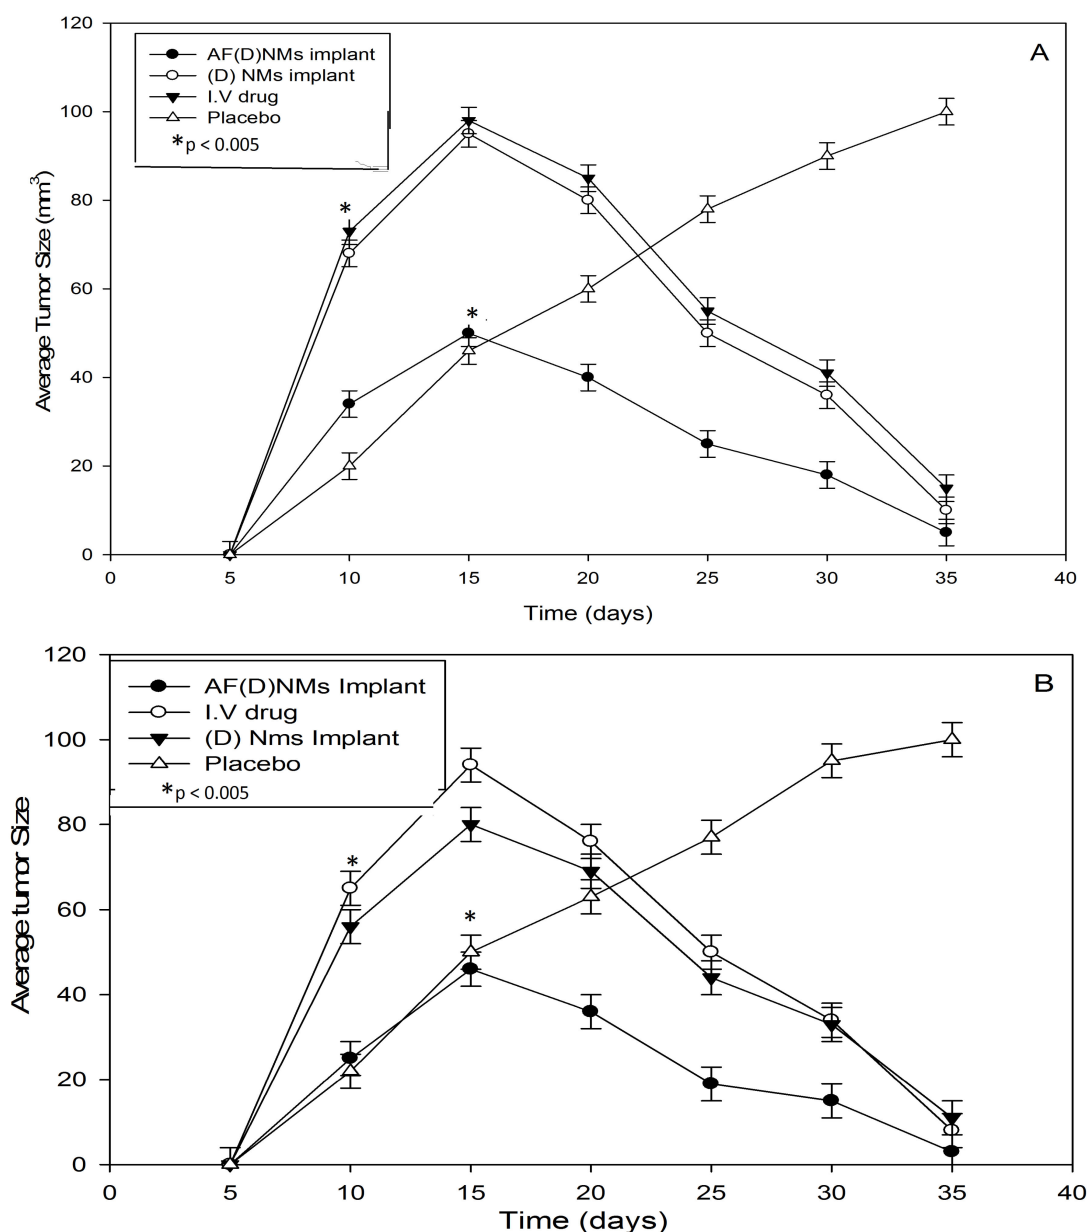 120
100
80
60
40
20
0
Average Tumor Size (mm³)
AF(D)NMs implant
(D) NMs implant
I.V drug
Placebo
*p < 0.005
A
*
*
0 5 10 15 20 25 30 35 40
Time (days)
120
100
80
60
40
20
0
Average tumor Size
AF(D)NMs Implant
I.V drug
(D) Nms Implant
Placebo
*p < 0.005
B
*
*
0 5 10 15 20 25 30 35 40
Time (days)